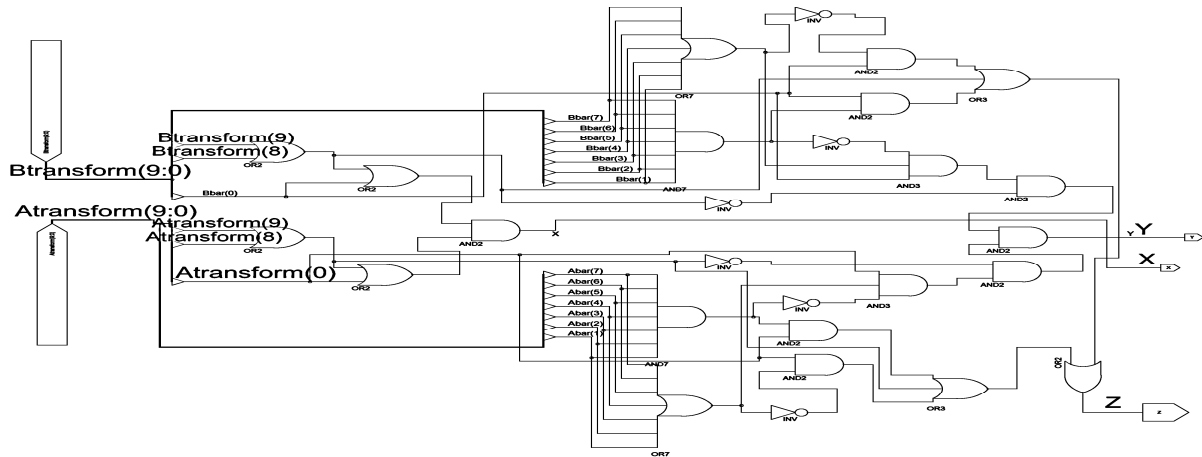 INV
AND2
OR3
OR7
AND2
Bbar(7)
Bbar(6)
Bbar(5)
Bbar(4)
Bbar(3)
Bbar(2)
Bbar(1)
AND7
INV
AND3
Btransform(9)
Btransform(8)
OR2
Btransform(9:0)
Bbar(0)
OR2
AND3
INV
Atransform(9:0)
Atransform(9)
Atransform(8)
OR2
AND2
X
AND2
Y Y
Y
X
X
Atransform(0)
OR2
INV
AND2
AND3
Abar(7)
Abar(6)
Abar(5)
Abar(4)
Abar(3)
Abar(2)
Abar(1)
INV
AND2
AND7
AND2
OR2
OR3
INV
Z
Z
OR7